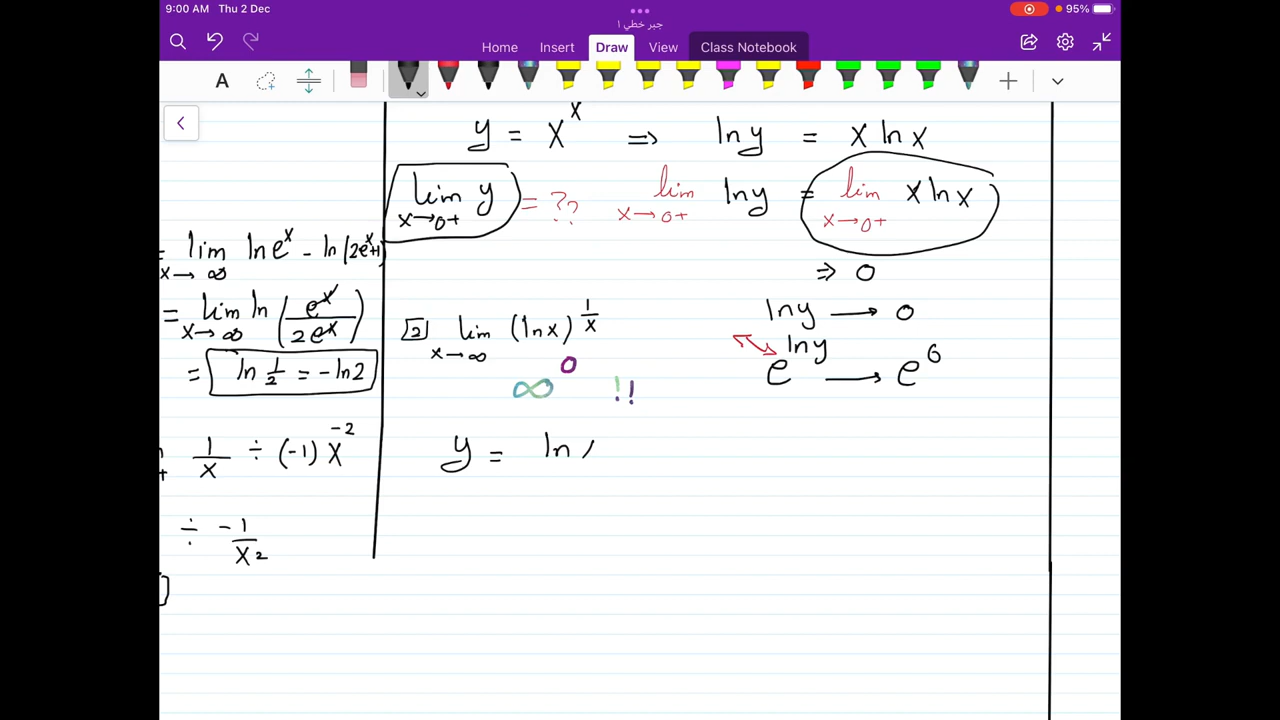 9:00 AM Thu 2 Dec
95%
جبر خطي ١
Home Insert Draw View Class Notebook
A
y = x^x ⇒ ln y = x ln x
lim y = ?? lim ln y = lim x ln x
x→0+ x→0+ x→0+
⇒ 0
= lim ln e^x - ln(2e^x+1)
x→∞
= lim ln (e^x / 2e^x)
x→∞
= ln 1/2 = -ln2
1/x ÷ (-1) x^-2
÷ -1/x2
2 lim (ln x)^1/x
x→∞
∞^0 !!
y = ln
ln y → 0
e^ln y → e^0